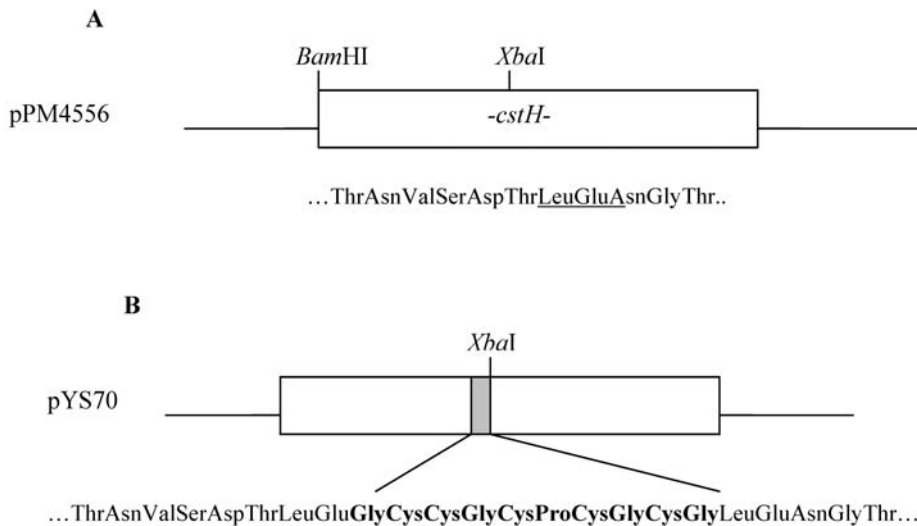 A
BamHI XbaI
pPM4556
-cstH-
…ThrAsnValSerAspThrLeuGluAsnGlyThr..
B
XbaI
pYS70
…ThrAsnValSerAspThrLeuGluGlyCysCysGlyCysProCysGlyCysGlyLeuGluAsnGlyThr…